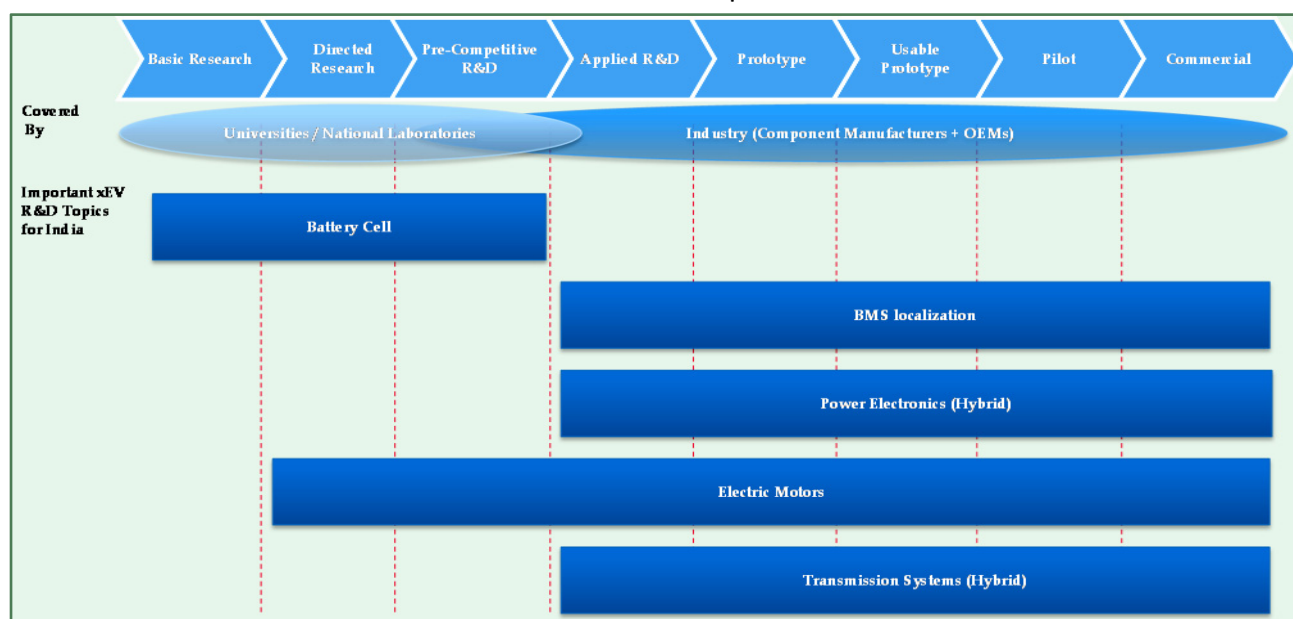 Basic Research
Directed
Research
Pre-Competitive
R&D
Applied R&D
Prototype
Usable
Prototype
Pilot
Commercial
Covered
By
Universities / National Laboratories
Industry (Component Manufacturers + OEMs)
Important xEV
R&D Topics
for India
Battery Cell
BMS localization
Power Electronics (Hybrid)
Electric Motors
Transmission Systems (Hybrid)